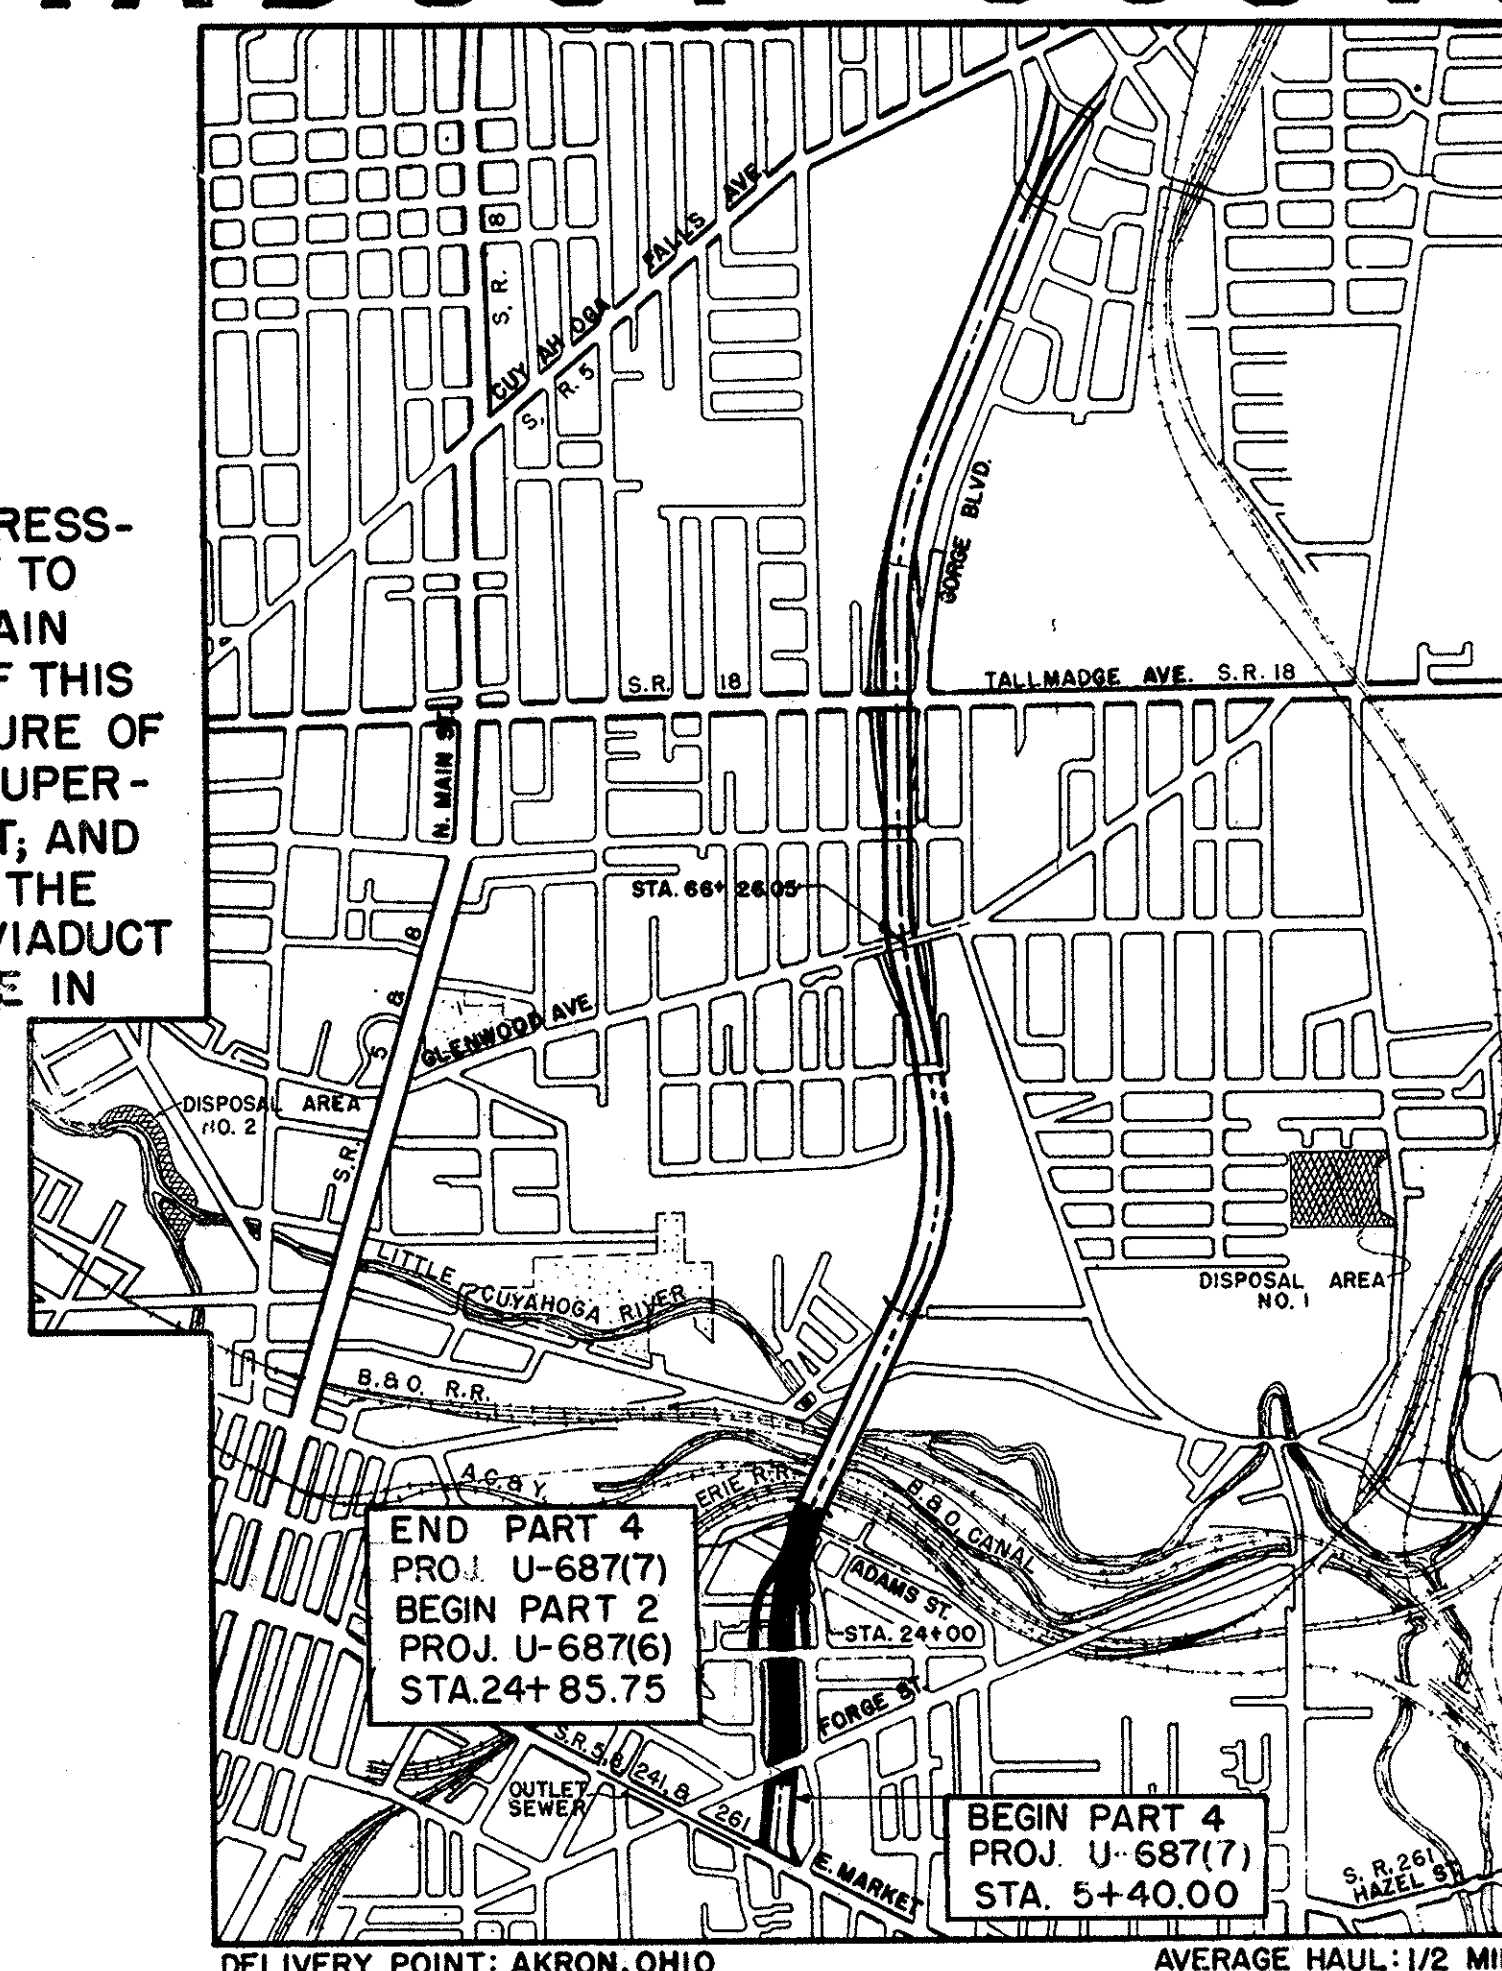 RESS-
TO
AIN
F THIS
URE OF
UPER-
T; AND
THE
VIADUCT
E IN
CUYAHOGA FALLS AVE.
S. R. 8
S. R. 5
GORGE BLVD.
S.R. 18
TALLMADGE AVE. S.R. 18
N. MAIN ST.
STA. 66+ 26.05
8
8
5
S.R.
GLENWOOD AVE.
DISPOSAL AREA
NO. 2
DISPOSAL AREA
NO. 1
LITTLE CUYAHOGA RIVER
B.&O. R.R.
A.C.&Y.
ERIE R.R.
B.&O. CANAL
END PART 4
PROJ. U-687(7)
BEGIN PART 2
PROJ. U-687(6)
STA.24+85.75
ADAMS ST.
STA. 24+00
FORGE ST.
S.R. 5, 8, 241, &
261
OUTLET
SEWER
E. MARKET
BEGIN PART 4
PROJ. U-687(7)
STA. 5+40.00
S. R. 261
HAZEL ST.
DELIVERY POINT: AKRON, OHIO
AVERAGE HAUL: 1/2 MI